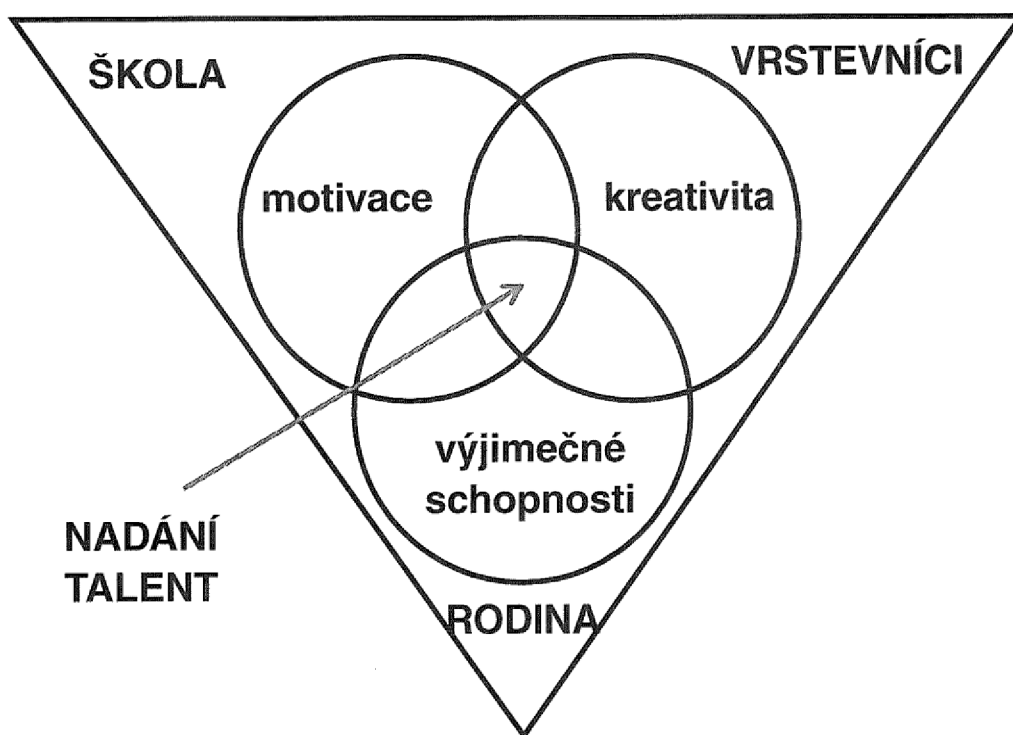 ŠKOLA
VRSTEVNÍCI
motivace
kreativita
výjimečné
schopnosti
NADÁNÍ
TALENT
RODINA